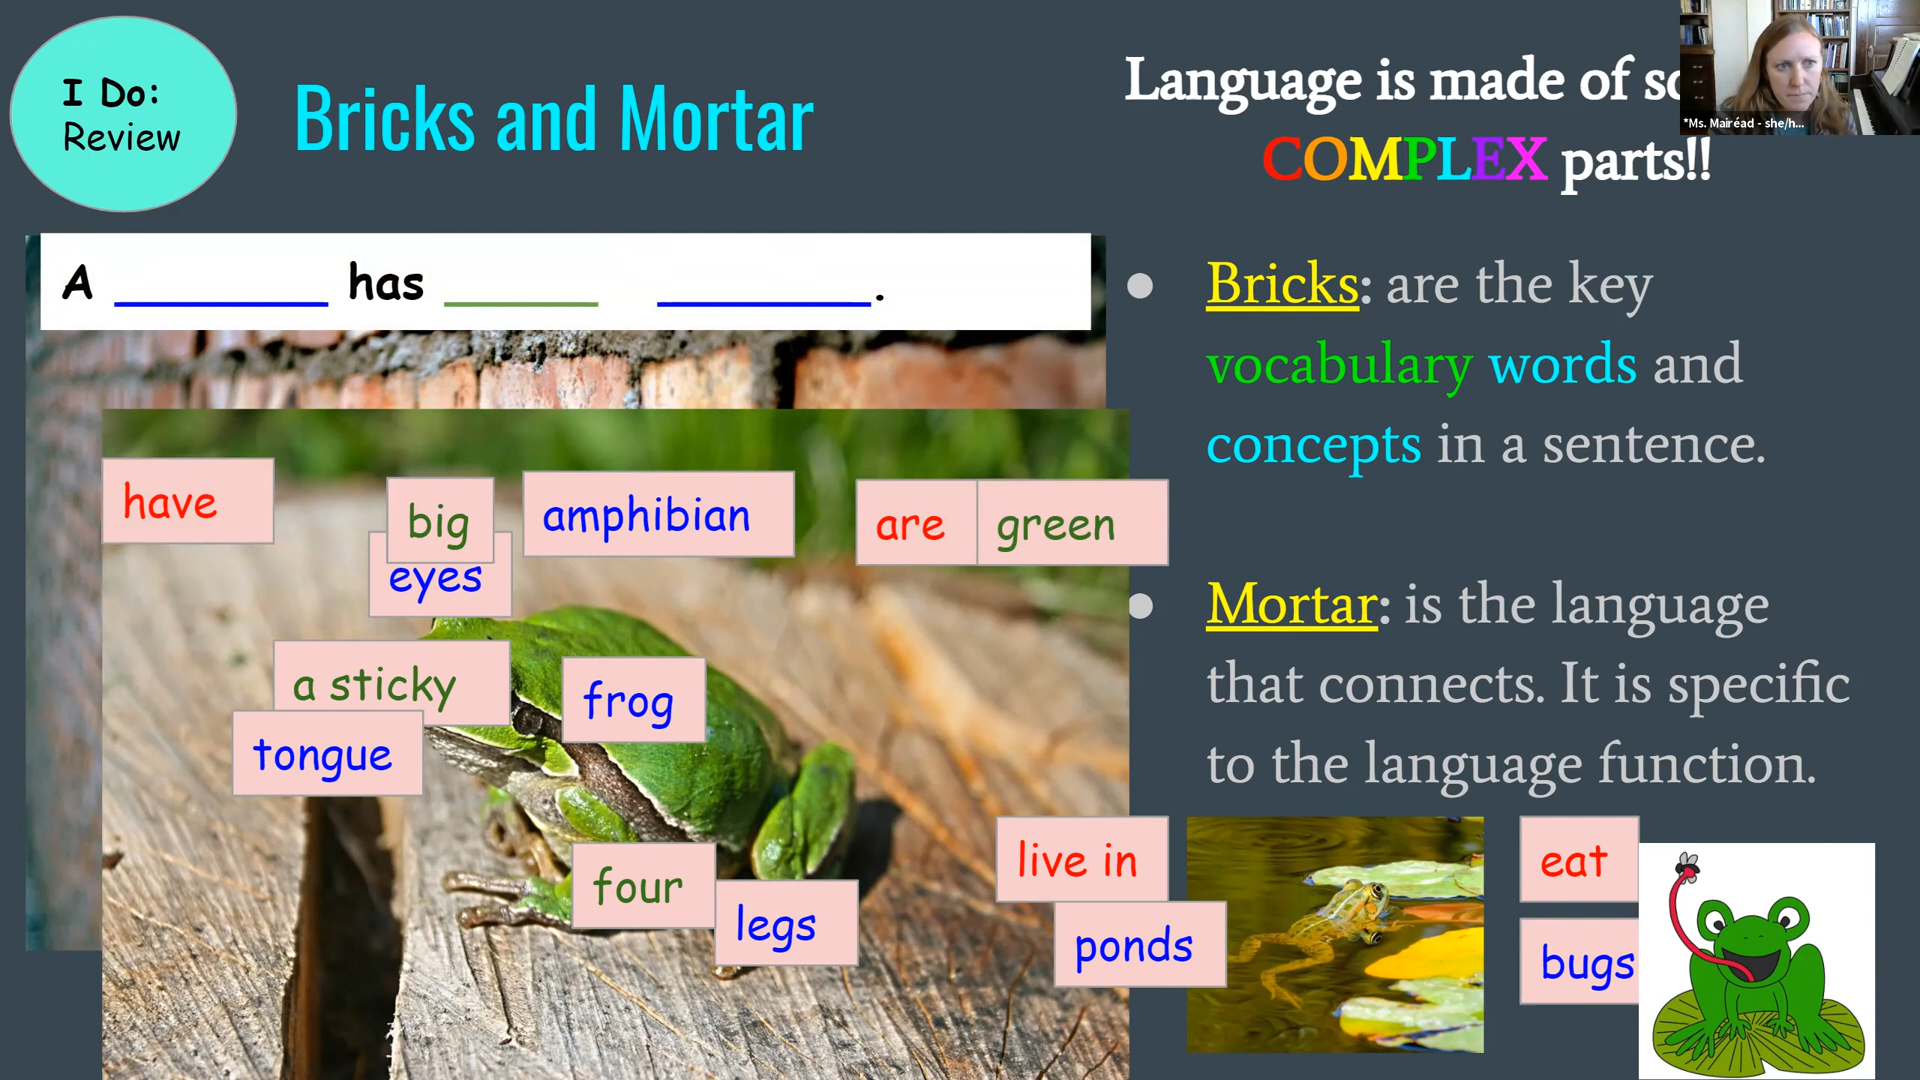 I Do:
Review
Bricks and Mortar
Language is made of
COMPLEX parts!!
*Ms. Mairéad - she/h...
A ________ has ______ ________.
Bricks: are the key
vocabulary words and
concepts in a sentence.
Mortar: is the language
that connects. It is specific
to the language function.
have
big
eyes
amphibian
are
green
a sticky
tongue
frog
four
legs
live in
ponds
eat
bugs